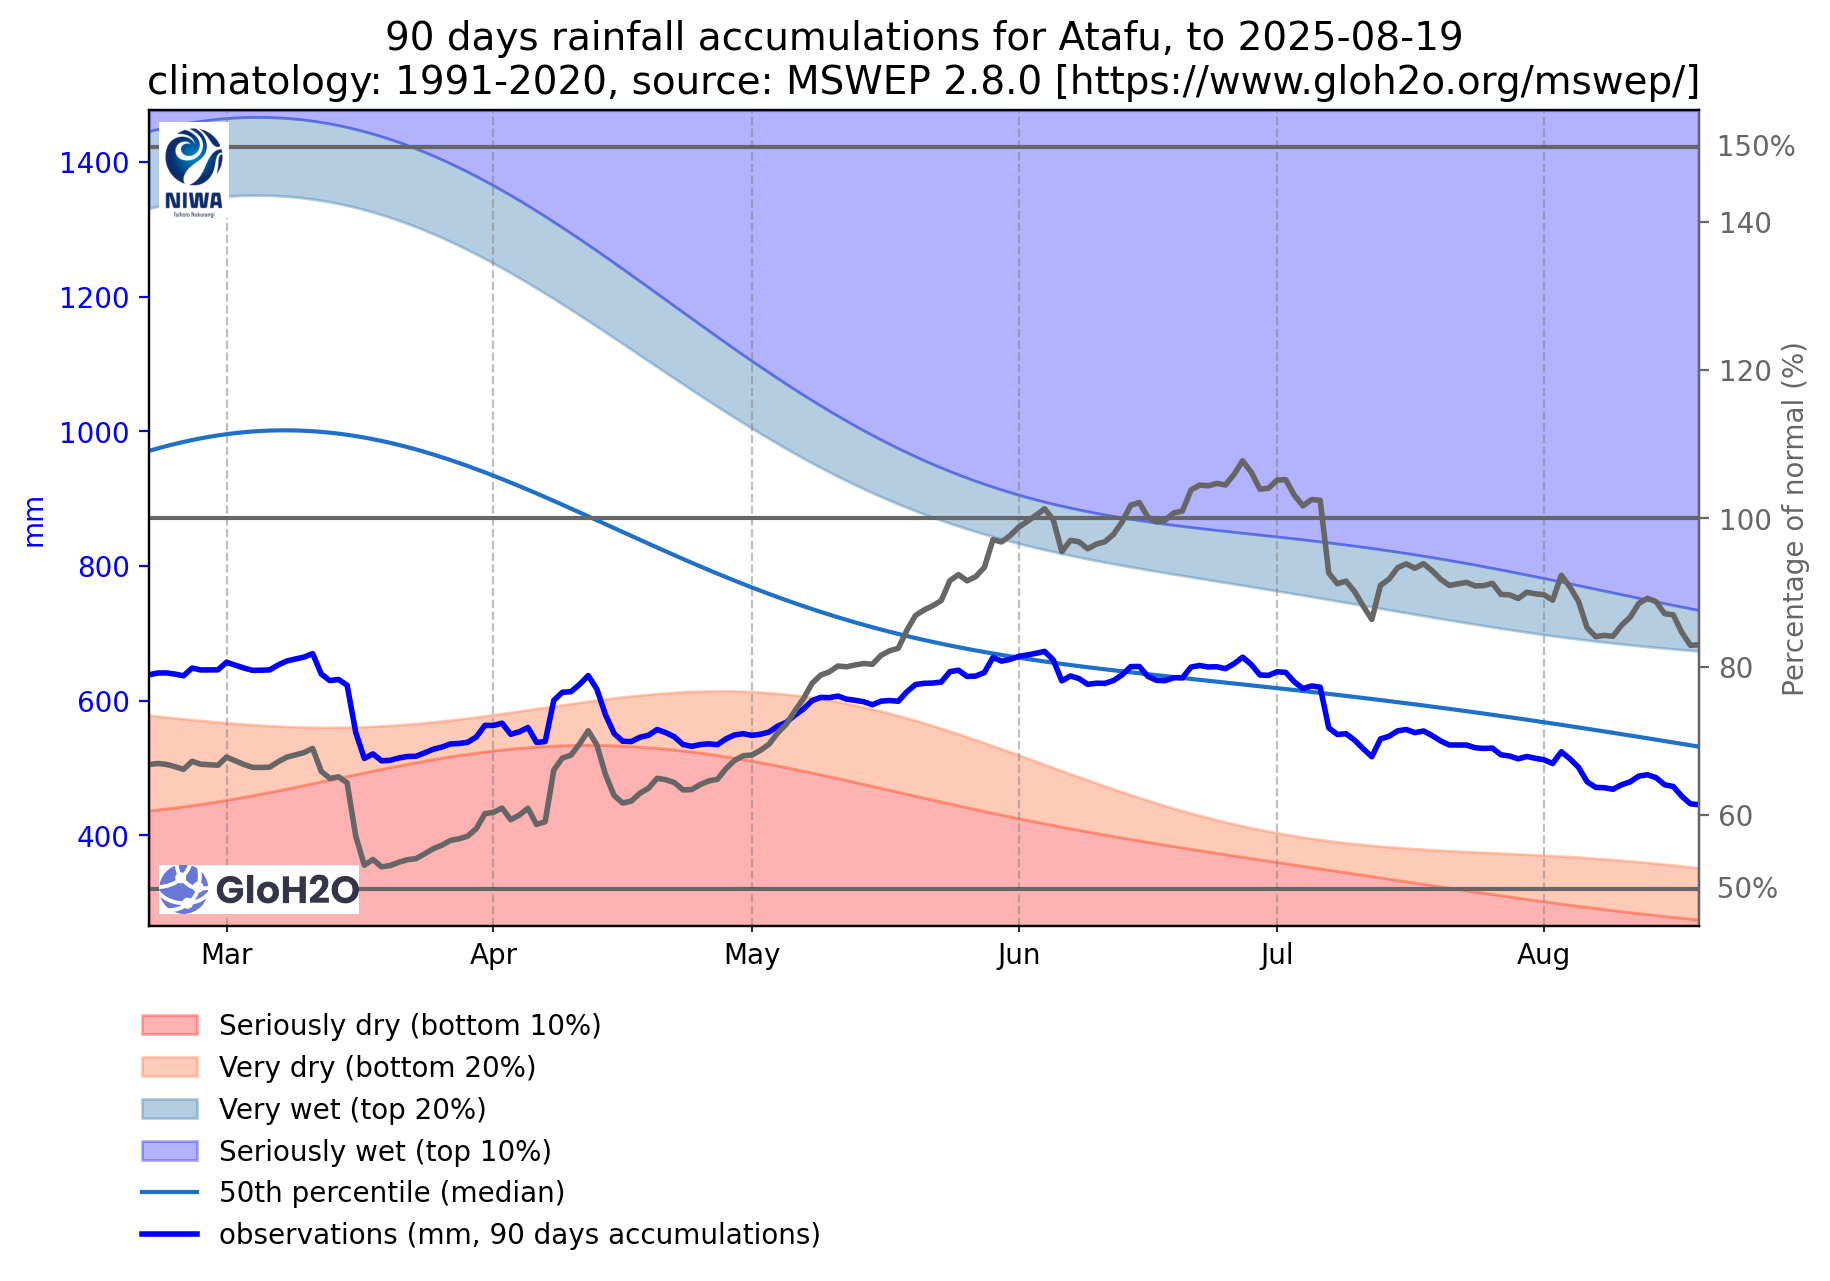 90 days rainfall accumulations for Atafu, to 2025-08-19
climatology: 1991-2020, source: MSWEP 2.8.0 [https://www.gloh2o.org/mswep/]
NIWA
Taihoro Nukurangi
1400
1200
1000
800
600
400
mm
150%
140
120
100
80
60
50%
Percentage of normal (%)
GloH2O
Mar Apr May Jun Jul Aug
Seriously dry (bottom 10%)
Very dry (bottom 20%)
Very wet (top 20%)
Seriously wet (top 10%)
50th percentile (median)
observations (mm, 90 days accumulations)